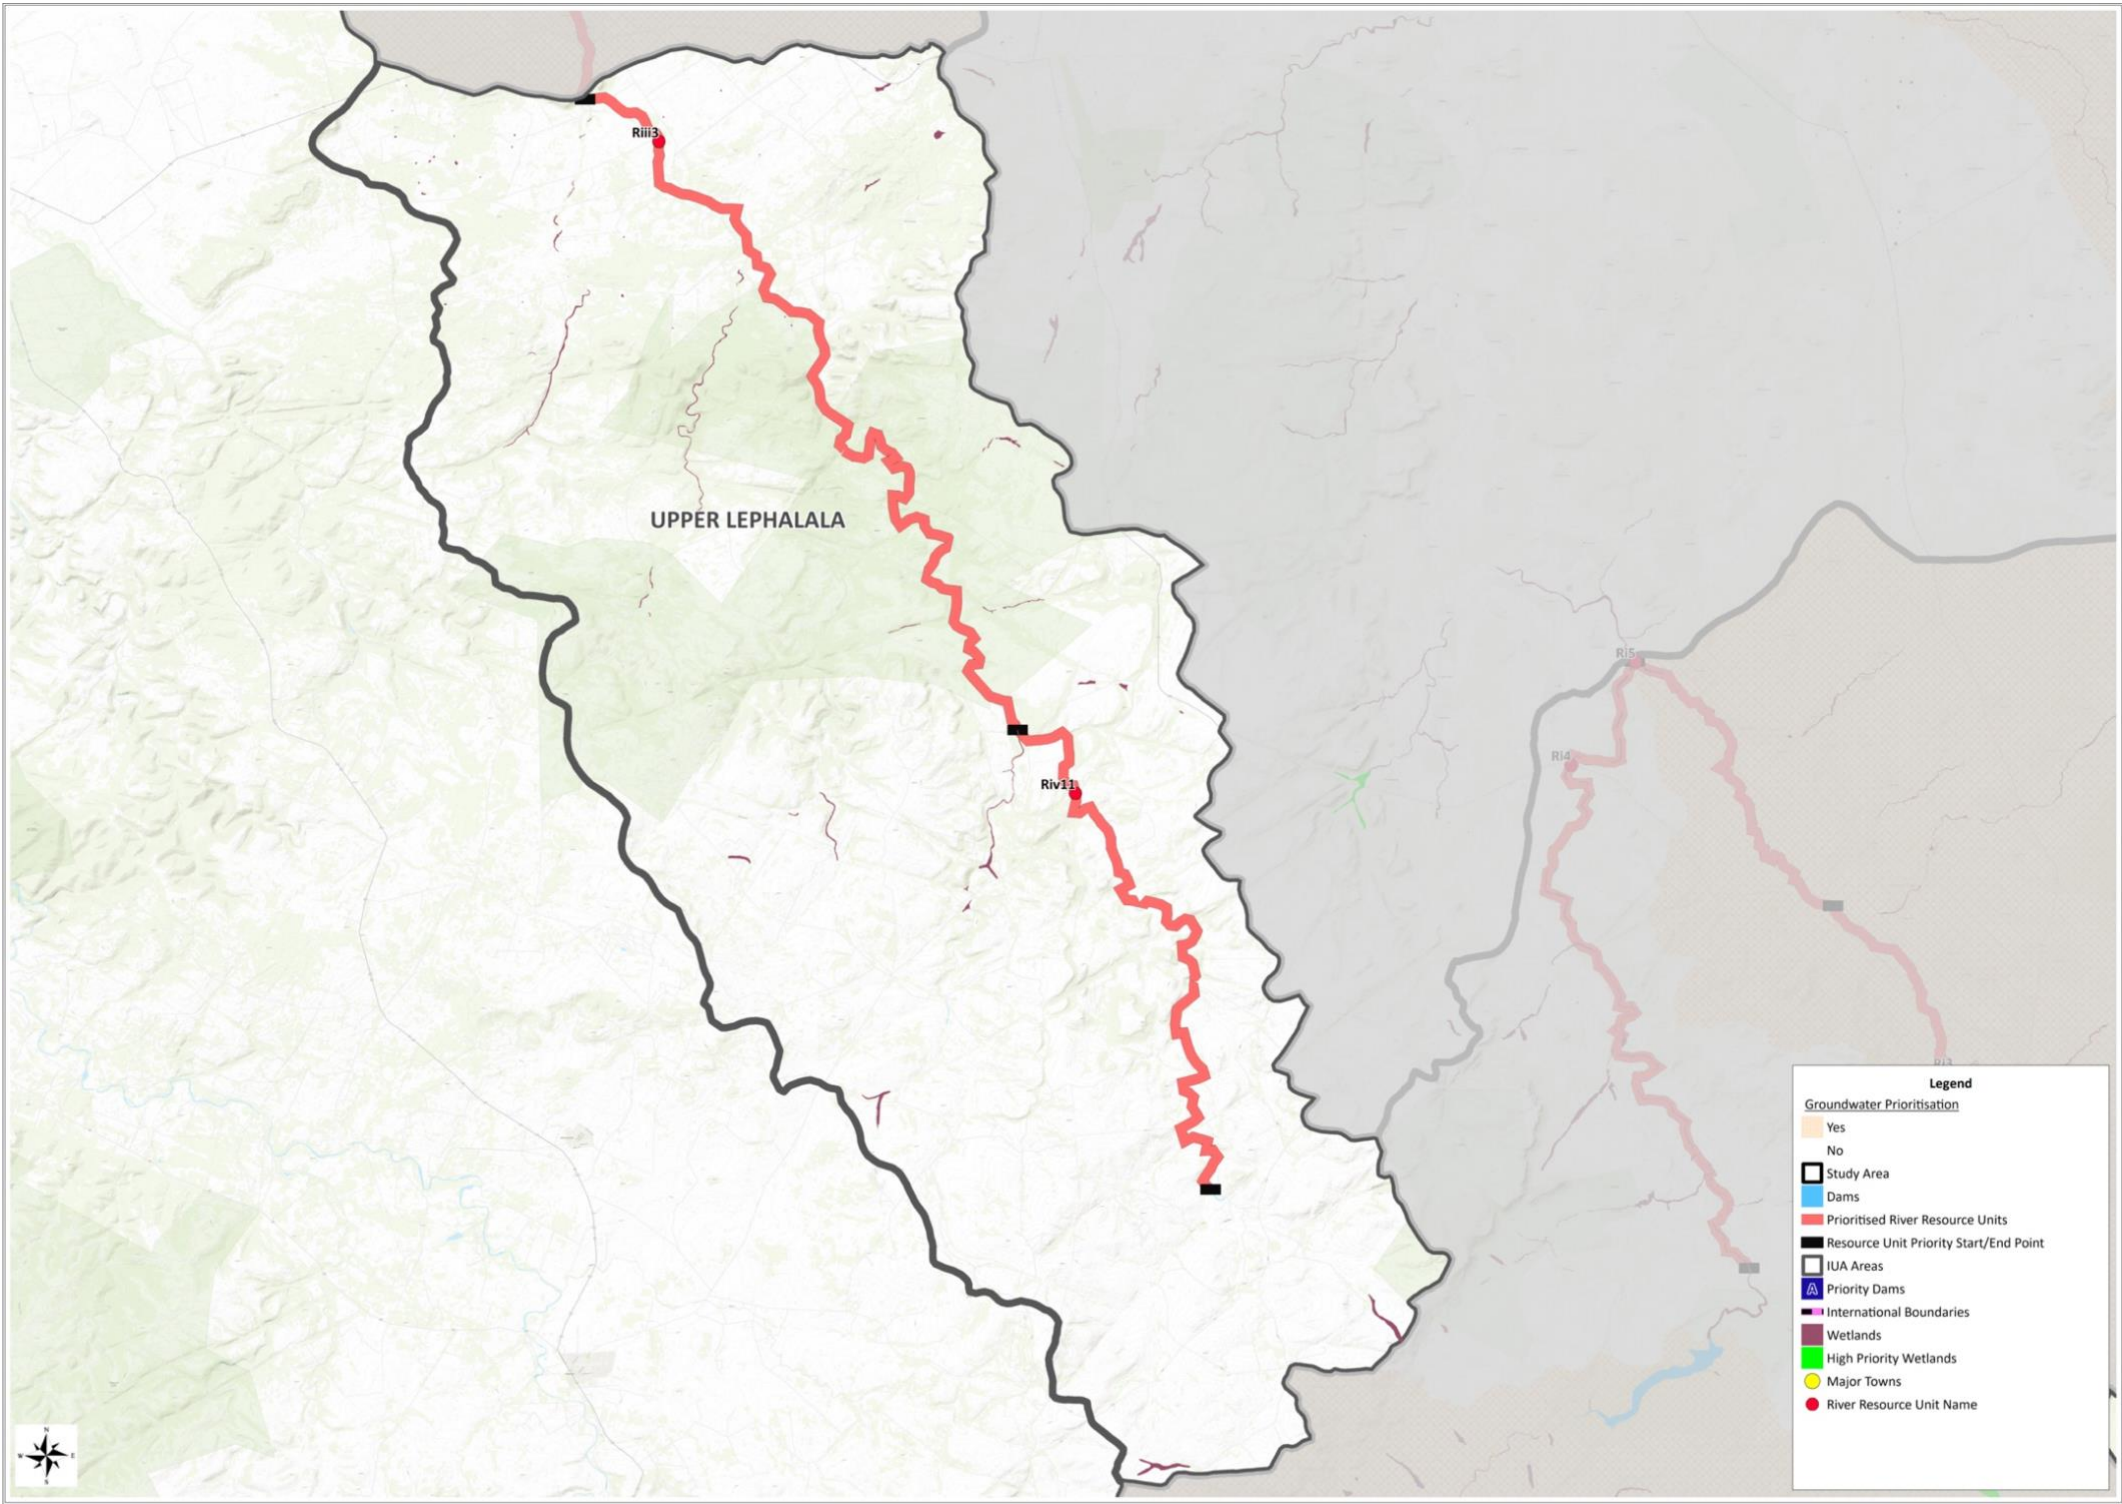 Riii3
UPPER LEPHALALA
Ri5
Ri4
Riv11
Legend
Groundwater Prioritisation
Yes
No
Study Area
Dams
Prioritised River Resource Units
Resource Unit Priority Start/End Point
IUA Areas
A Priority Dams
International Boundaries
Wetlands
High Priority Wetlands
Major Towns
River Resource Unit Name
N
W E
S